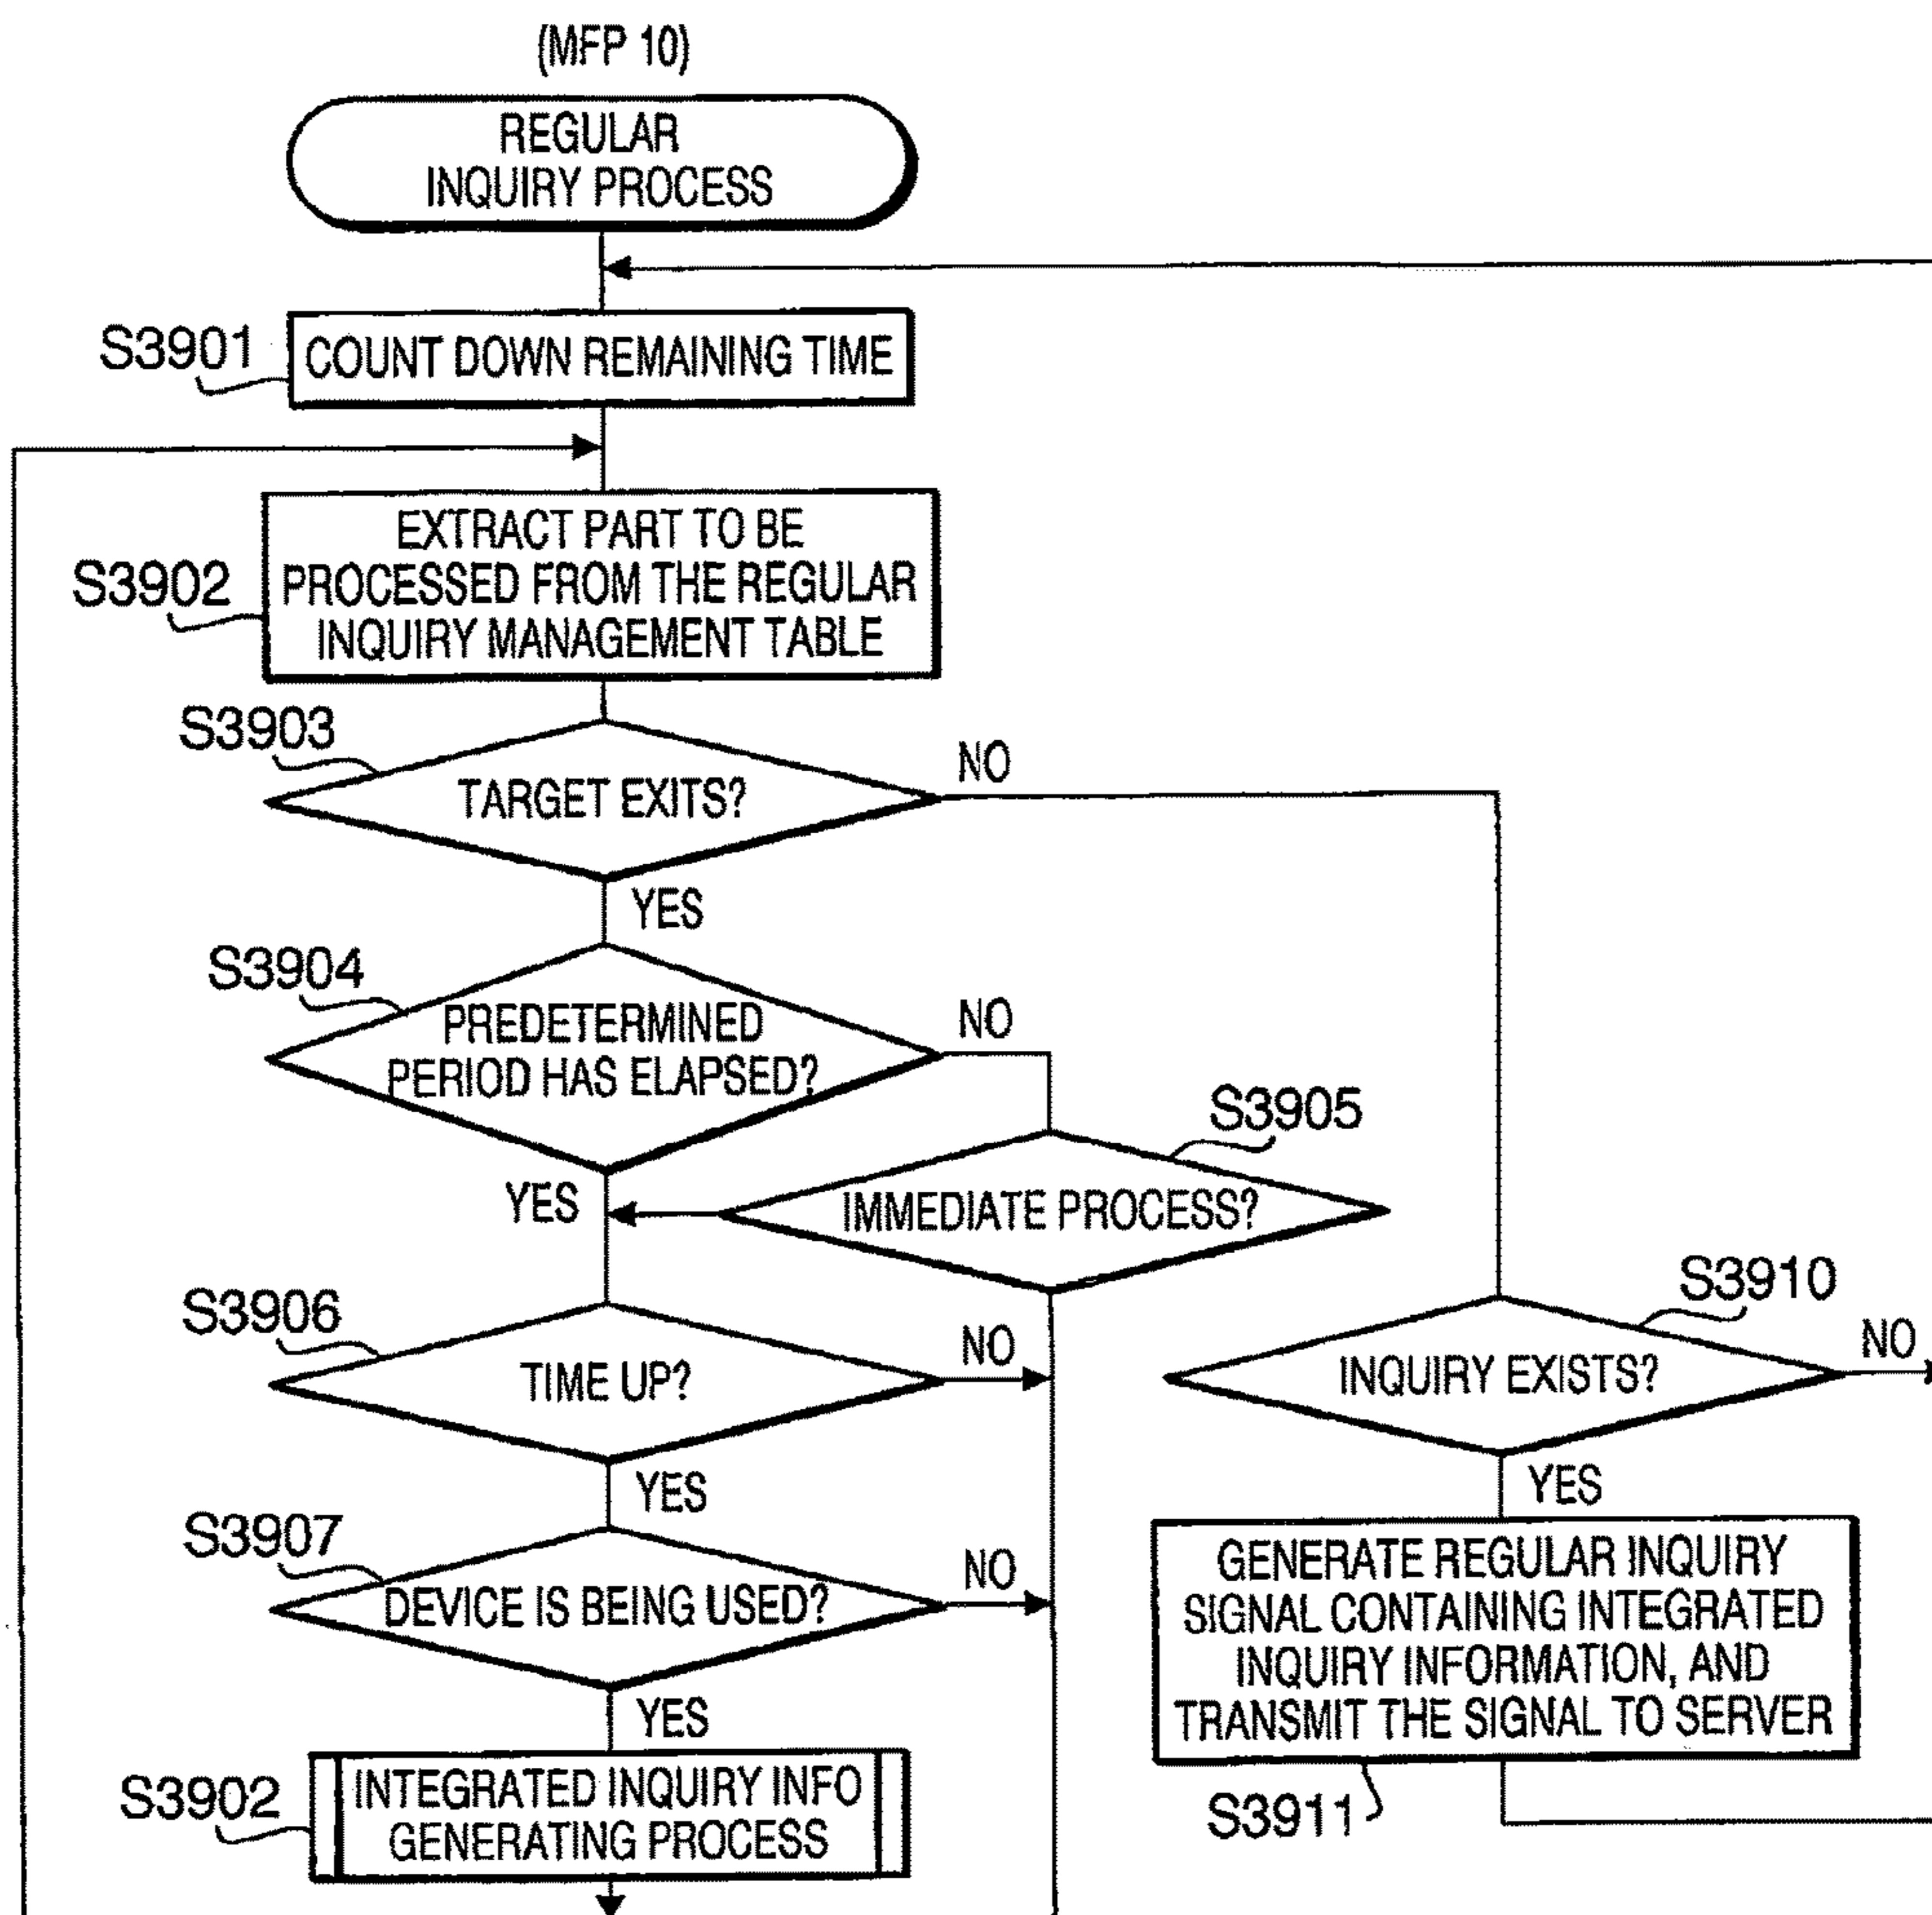 (MFP 10)
REGULAR
INQUIRY PROCESS
S3901
COUNT DOWN REMAINING TIME
S3902
EXTRACT PART TO BE
PROCESSED FROM THE REGULAR
INQUIRY MANAGEMENT TABLE
S3903
TARGET EXITS?
NO
YES
S3904
PREDETERMINED
PERIOD HAS ELAPSED?
NO
YES
S3905
IMMEDIATE PROCESS?
S3906
TIME UP?
NO
YES
S3910
INQUIRY EXISTS?
NO
YES
S3907
DEVICE IS BEING USED?
NO
YES
GENERATE REGULAR INQUIRY
SIGNAL CONTAINING INTEGRATED
INQUIRY INFORMATION, AND
TRANSMIT THE SIGNAL TO SERVER
S3911
S3902
INTEGRATED INQUIRY INFO
GENERATING PROCESS